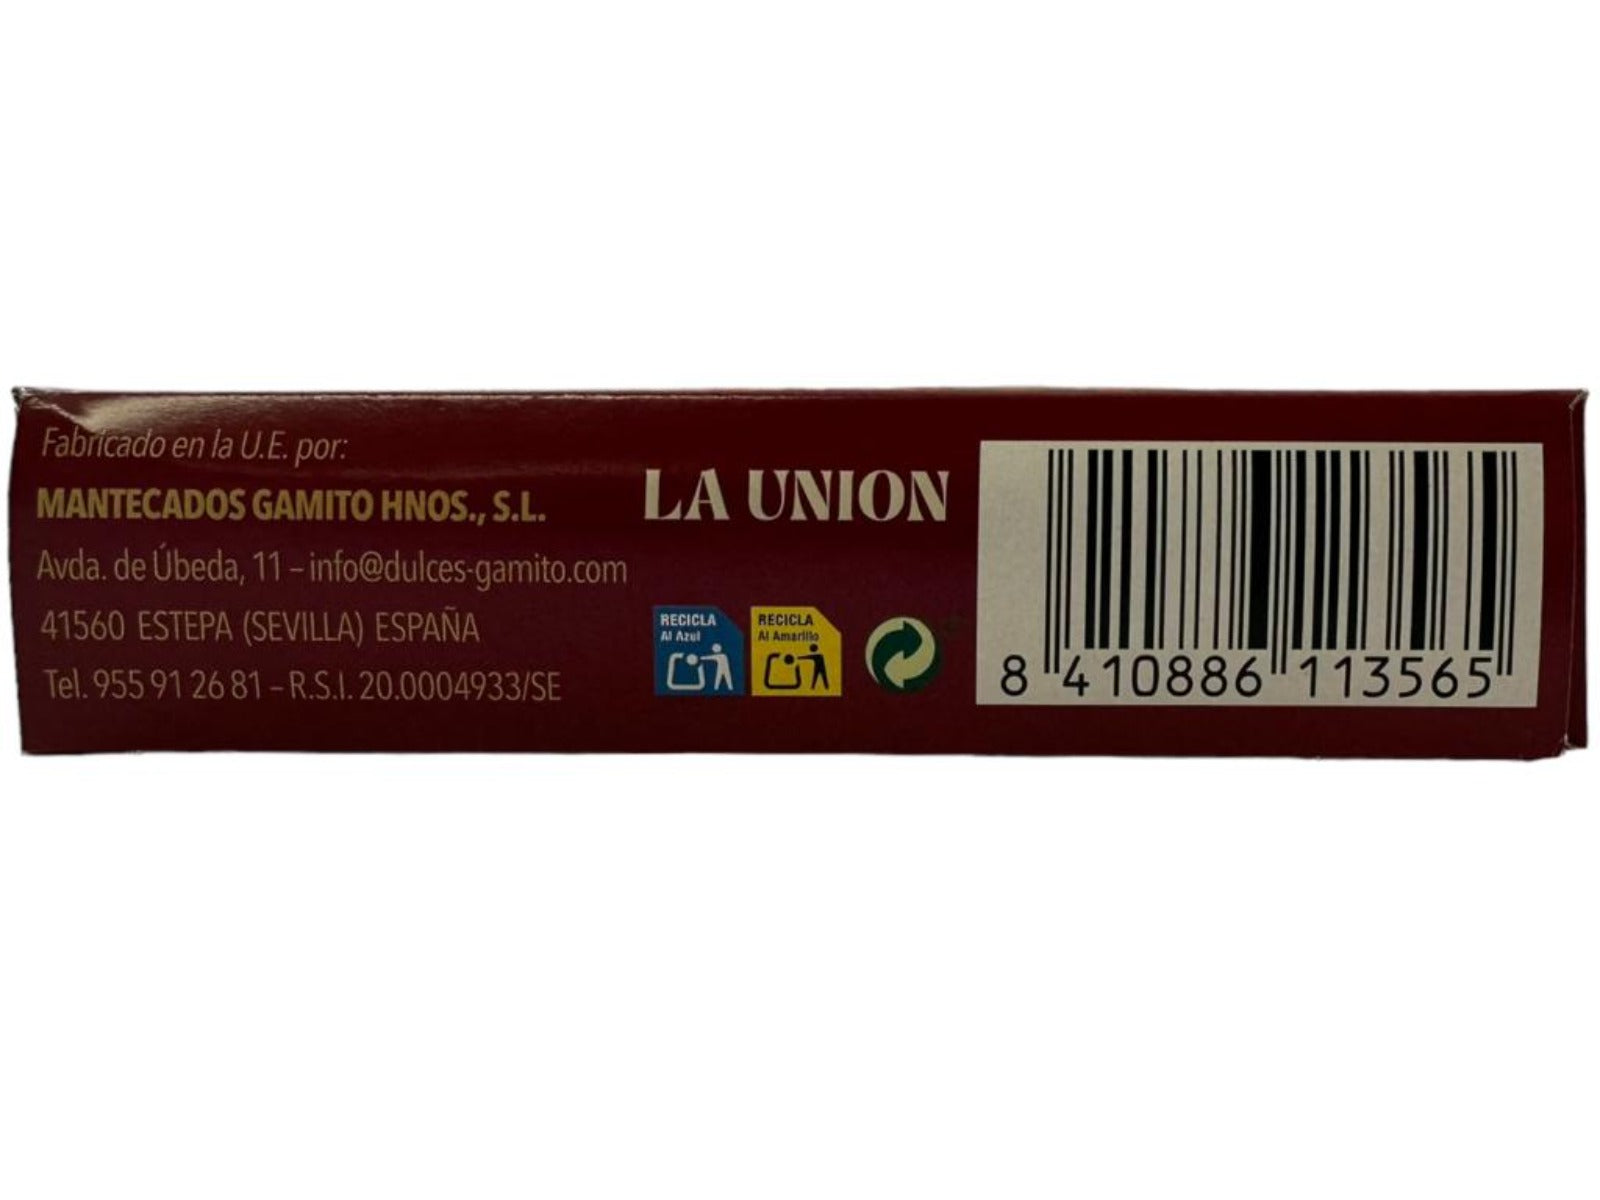 Fabricado en la U.E. por:
MANTECADOS GAMITO HNOS., S.L.
Avda. de Úbeda, 11 – info@dulces-gamito.com
41560 ESTEPA (SEVILLA) ESPAÑA
Tel. 955 91 26 81 – R.S.I. 20.0004933/SE
LA UNION
RECICLA
Al Azul
RECICLA
Al Amarillo
8 410886 113565